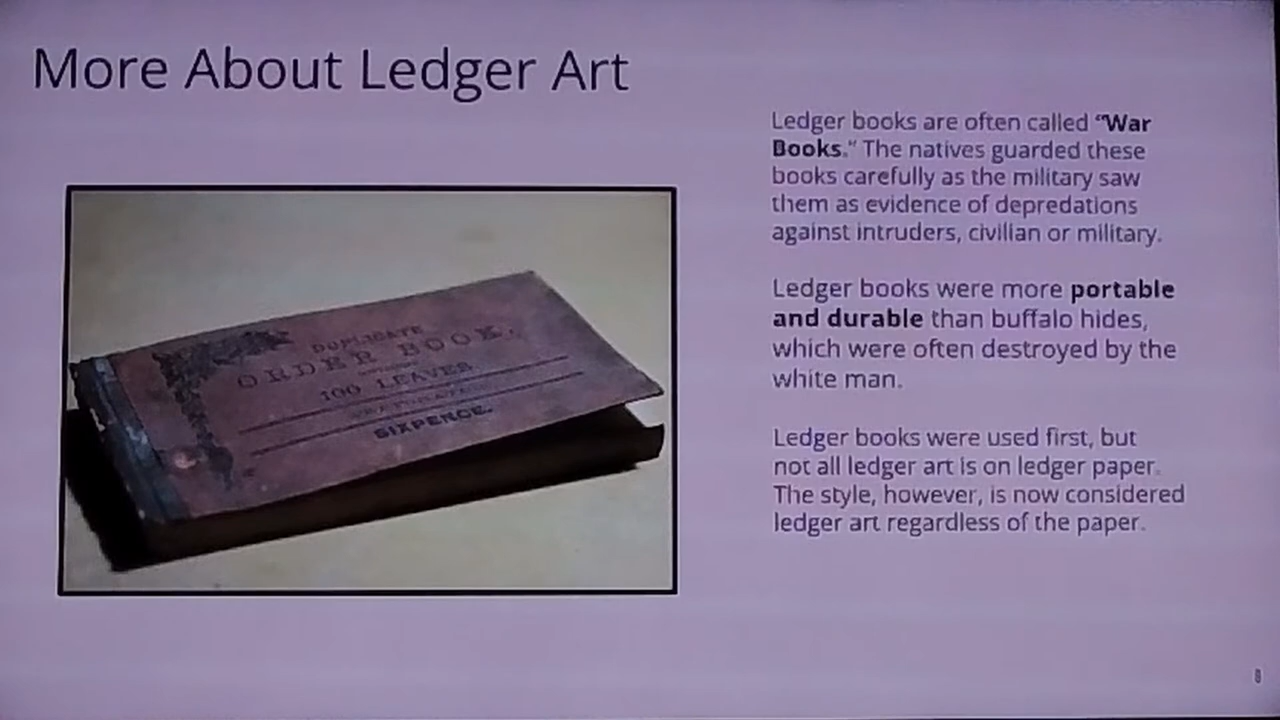 More About Ledger Art
Ledger books are often called “War
Books.” The natives guarded these
books carefully as the military saw
them as evidence of depredations
against intruders, civilian or military.
Ledger books were more portable
and durable than buffalo hides,
which were often destroyed by the
white man.
Ledger books were used first, but
not all ledger art is on ledger paper.
The style, however, is now considered
ledger art regardless of the paper.
DUPLICATE
ORDER BOOK.
100 LEAVES
SIXPENCE.